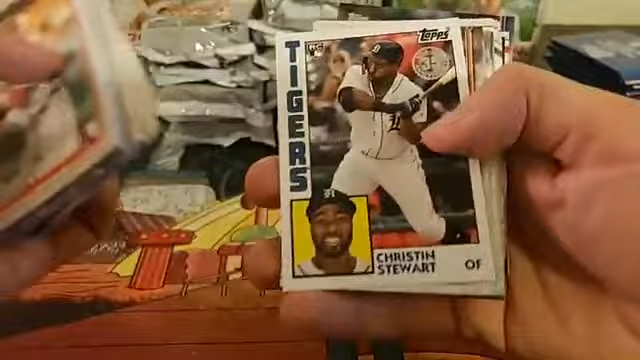 TIGERS
RC
Topps
CHRISTIN
STEWART
OF